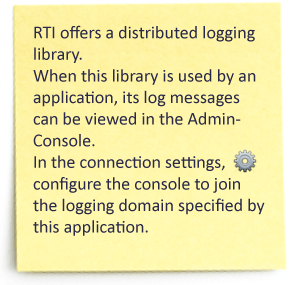 RTI offers a distributed logging
library.
When this library is used by an
application, its log messages
can be viewed in the Admin-
Console.
In the connection settings,
configure the console to join
the logging domain specified by
this application.